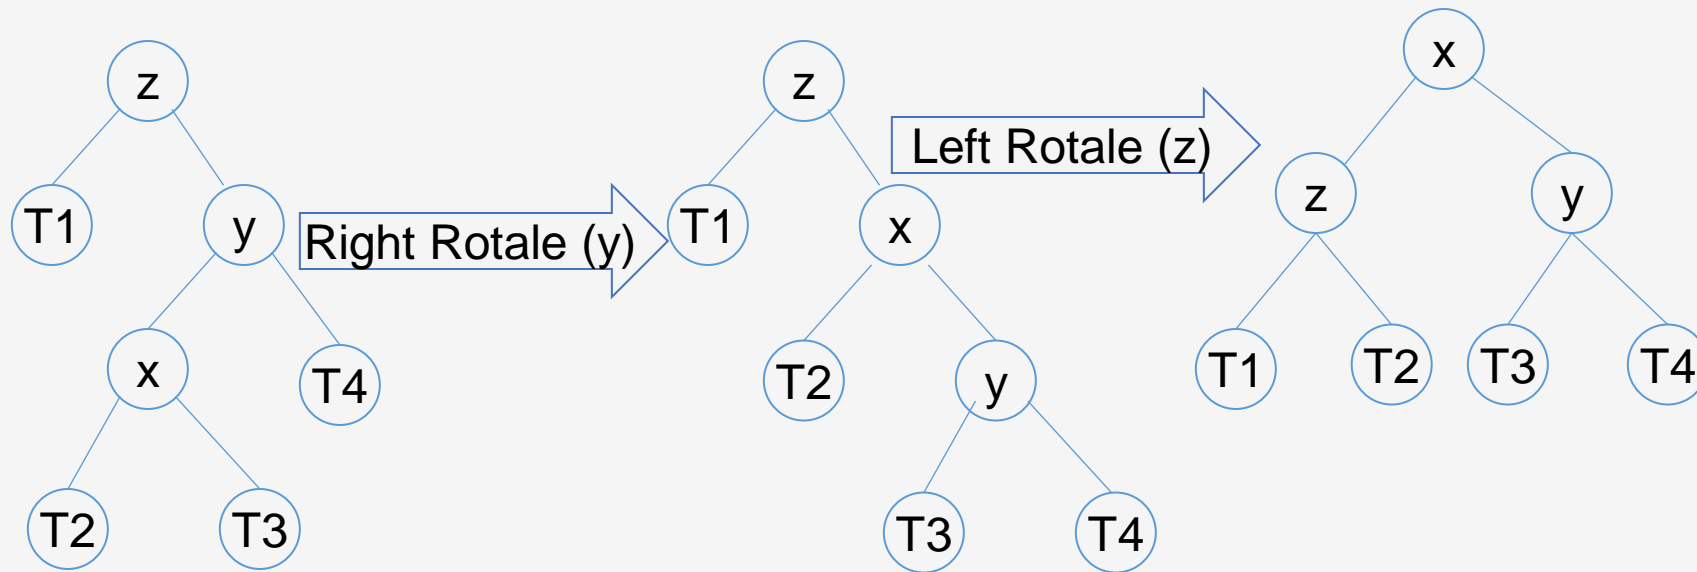 z
T1
y
x
T4
T2
T3
Right Rotale (y)
z
T1
x
T2
y
T3
T4
Left Rotale (z)
x
z
y
T1
T2
T3
T4